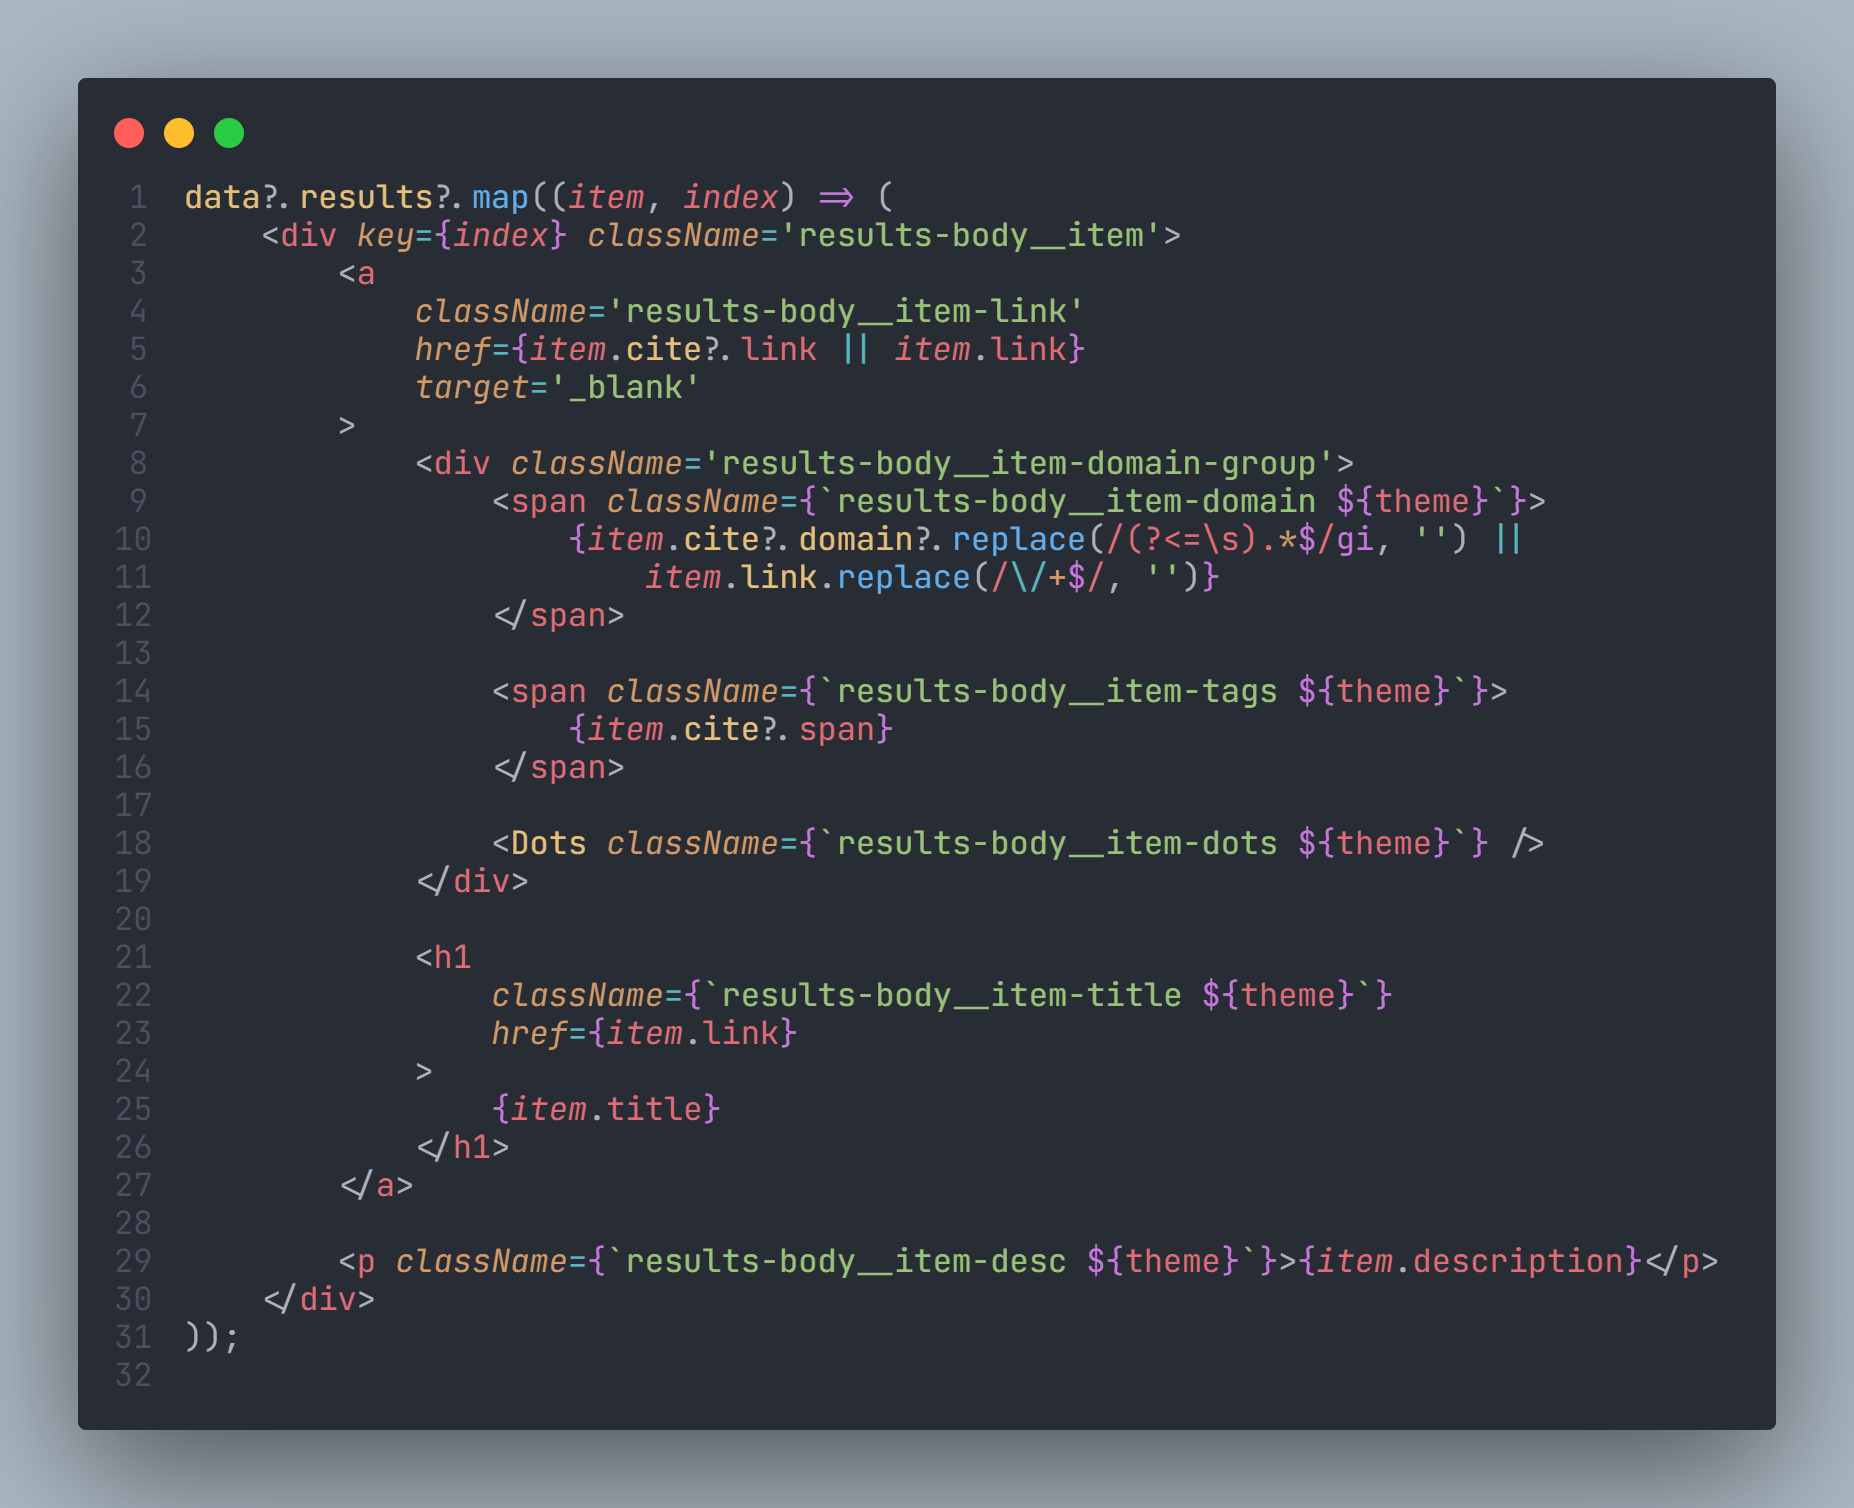 1 data?.results?.map((item, index) => (
2     <div key={index} className='results-body__item'>
3         <a
4             className='results-body__item-link'
5             href={item.cite?.link || item.link}
6             target='_blank'
7         >
8             <div className='results-body__item-domain-group'>
9                 <span className={`results-body__item-domain ${theme}`}>
10                     {item.cite?.domain?.replace(/(?<=\s).*$/gi, '') ||
11                         item.link.replace(/\/+$/, '')}
12                 </span>
13
14                 <span className={`results-body__item-tags ${theme}`}>
15                     {item.cite?.span}
16                 </span>
17
18                 <Dots className={`results-body__item-dots ${theme}`} />
19             </div>
20
21             <h1
22                 className={`results-body__item-title ${theme}`}
23                 href={item.link}
24             >
25                 {item.title}
26             </h1>
27         </a>
28
29         <p className={`results-body__item-desc ${theme}`}>{item.description}</p>
30     </div>
31 ));
32